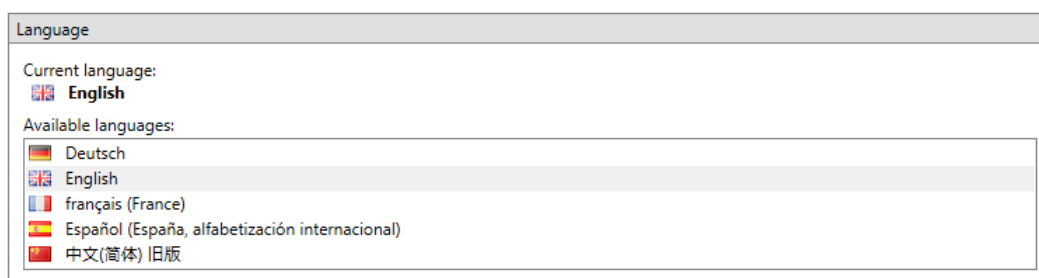 Language
Current language:
English
Available languages:
Deutsch
English
français (France)
Español (España, alfabetización internacional)
中文(简体) 旧版